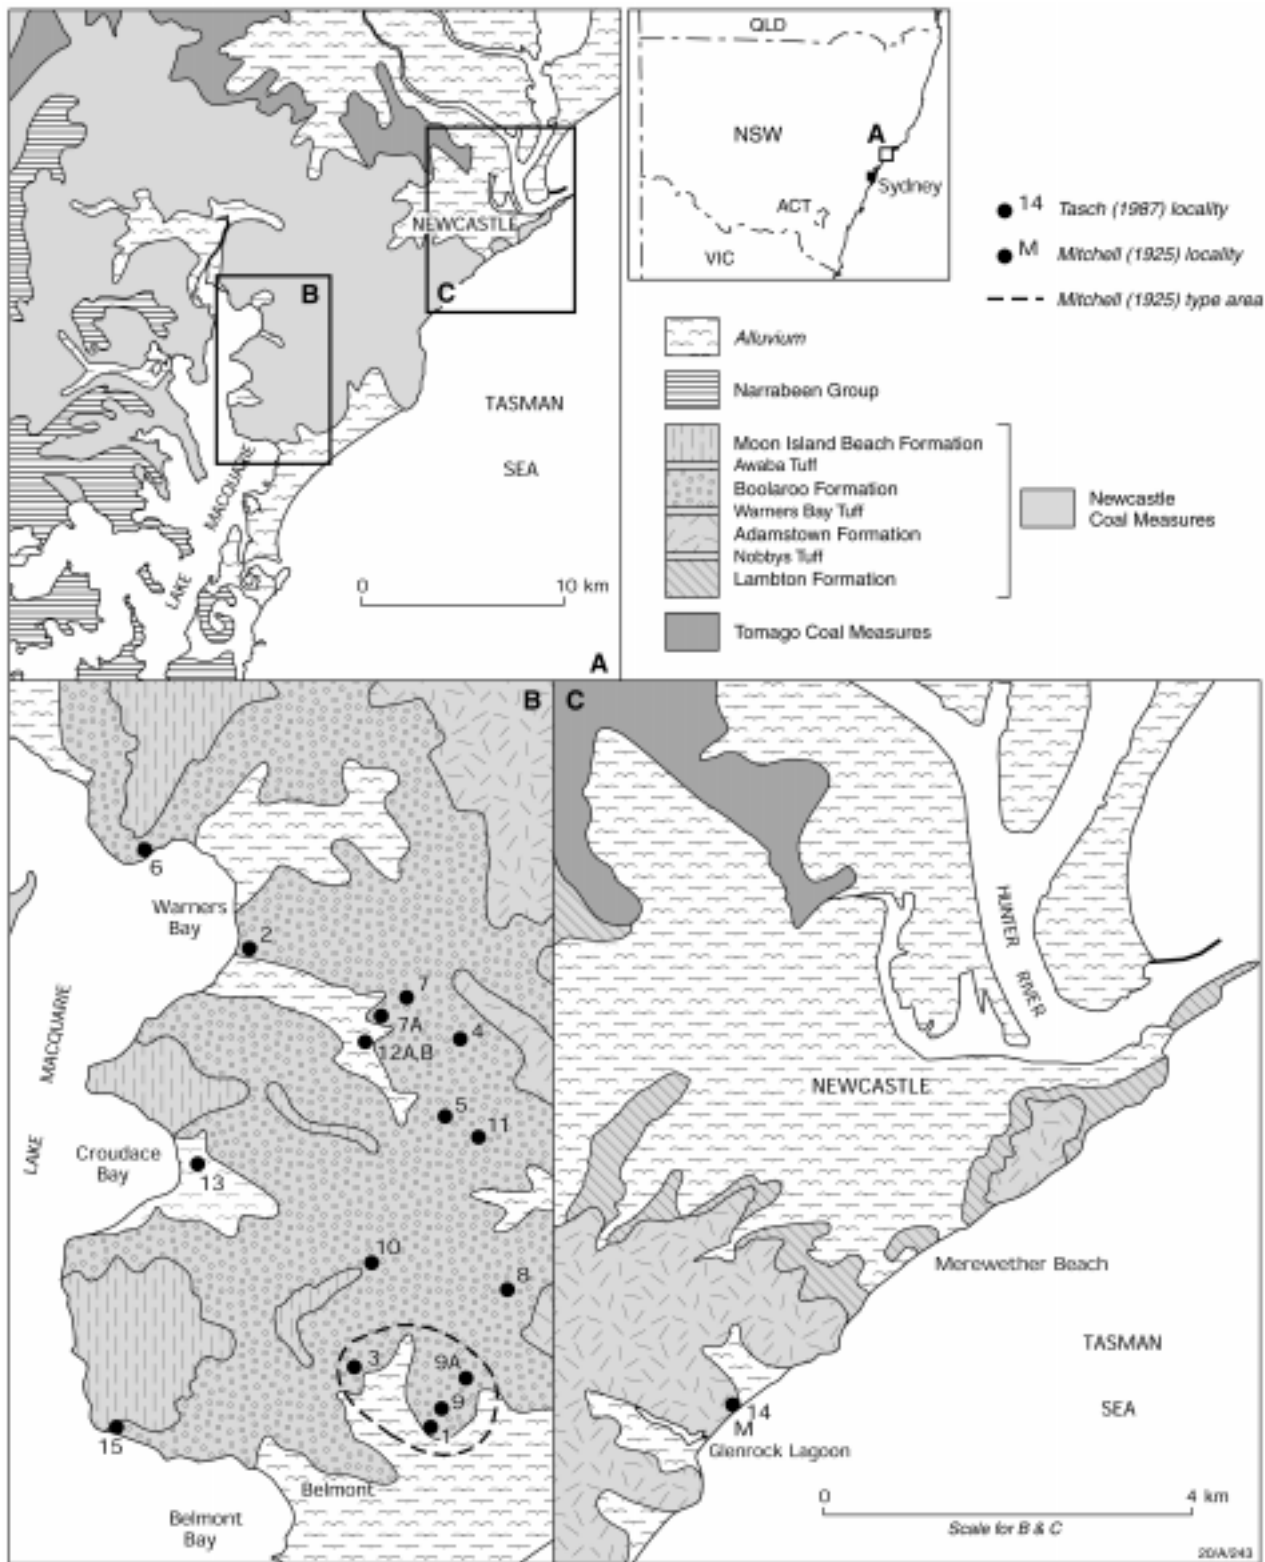 QLD
NSW
A
Sydney
ACT
VIC
14 Tasch (1987) locality
M Mitchell (1925) locality
Mitchell (1925) type area
Alluvium
Narrabeen Group
Moon Island Beach Formation
Awaba Tuff
Boolaroo Formation
Warners Bay Tuff
Adamstown Formation
Nobbys Tuff
Lambton Formation
Newcastle
Coal Measures
Tomago Coal Measures
NEWCASTLE
B
C
TASMAN
SEA
LAKE MACQUARIE
0 10 km
A
B
6
Warners
Bay
2
7
7A
4
12A,B
5
11
MACQUARIE
LAKE
Croudace
Bay
13
10
8
3
9A
9
1
15
Belmont
Belmont
Bay
C
HUNTER
RIVER
NEWCASTLE
Merewether Beach
TASMAN
SEA
14
M
Glenrock Lagoon
0 4 km
Scale for B & C
20/A/243